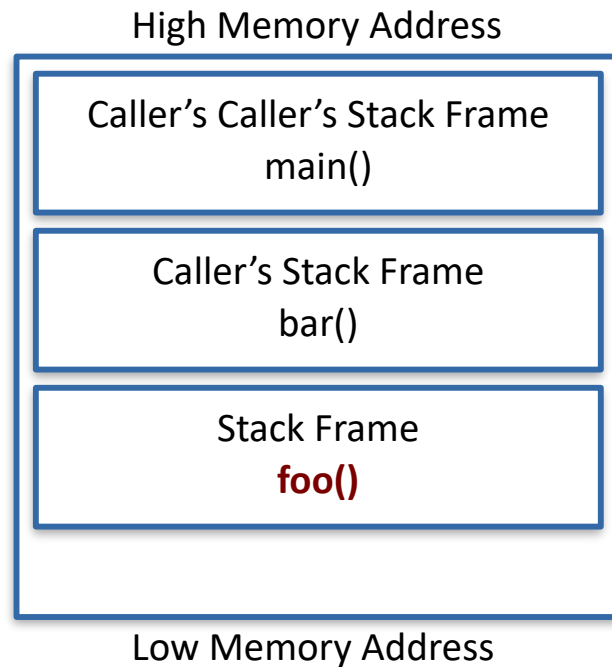 High Memory Address
Caller’s Caller’s Stack Frame
main()
Caller’s Stack Frame
bar()
Stack Frame
foo()
Low Memory Address